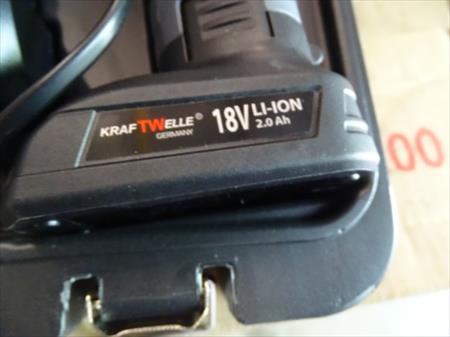 KRAFTWELLE®
GERMANY
18V LI-ION
2.0 Ah
00